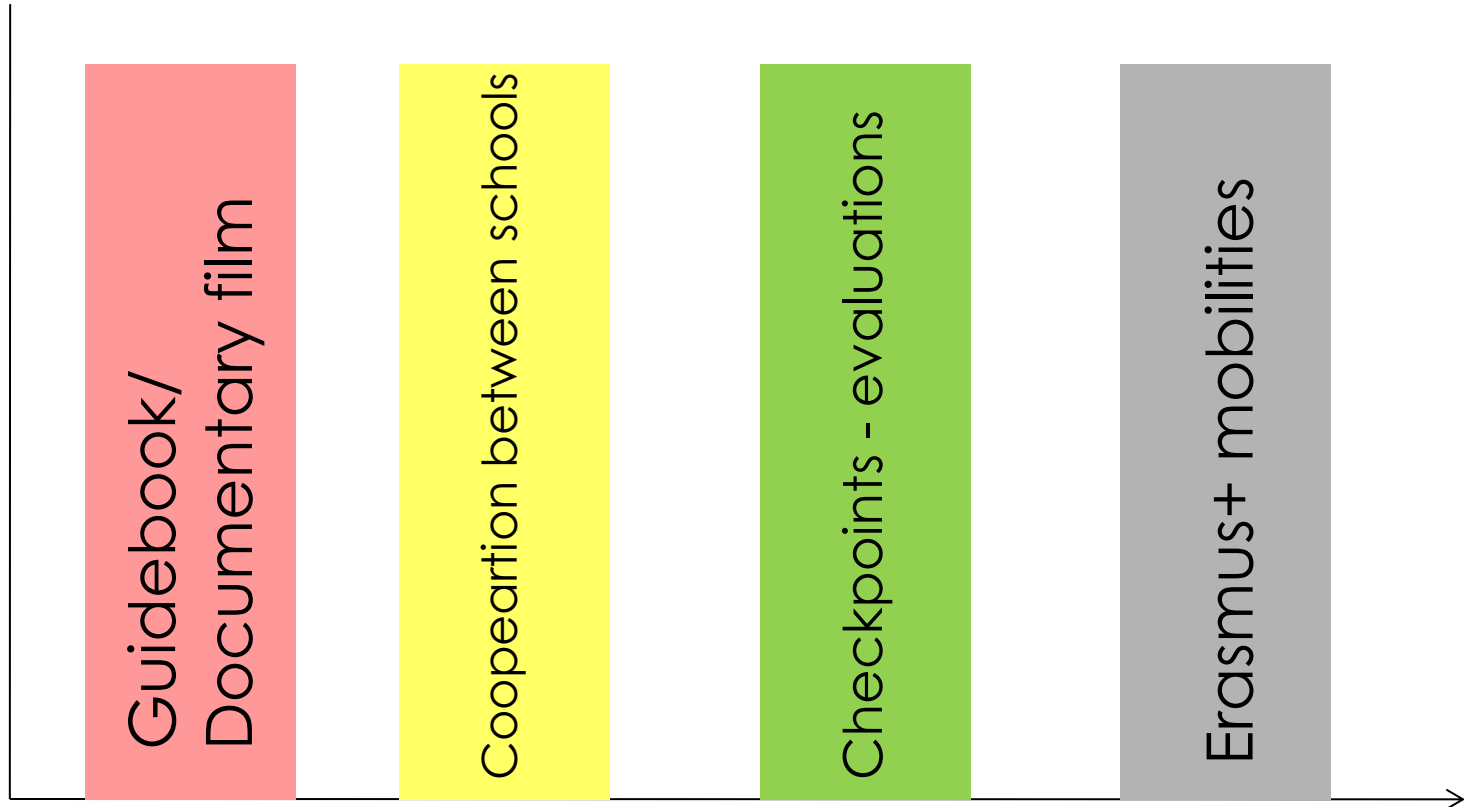 Guidebook/
Documentary film
Coopeartion between schools
Checkpoints - evaluations
Erasmus+ mobilities